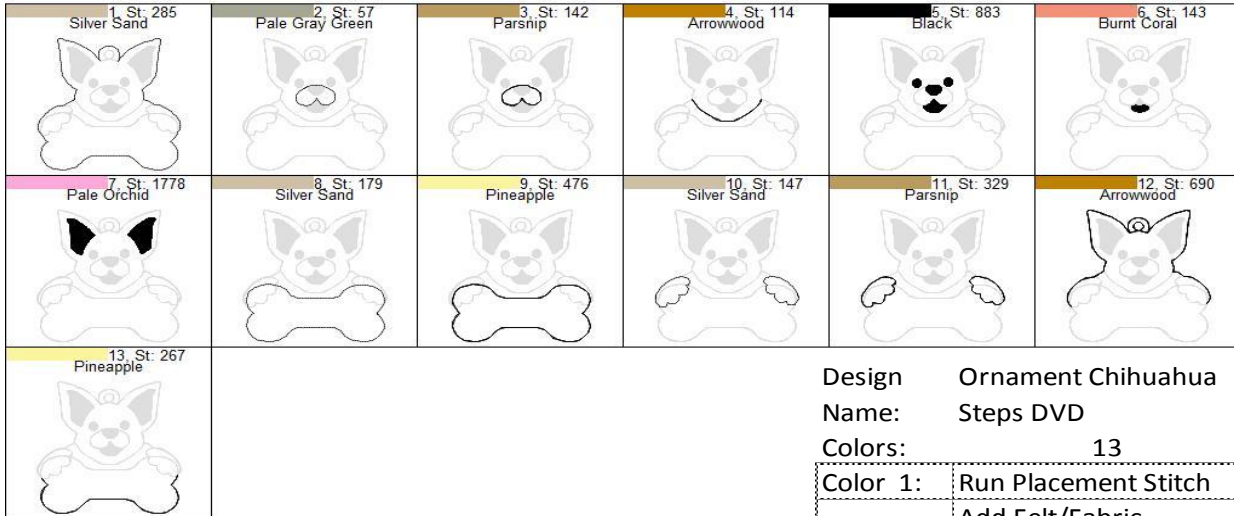 1, St: 285
Silver Sand
2, St: 57
Pale Gray Green
3, St: 142
Parsnip
4, St: 114
Arrowwood
5, St: 883
Black
6, St: 143
Burnt Coral
7, St: 1778
Pale Orchid
8, St: 179
Silver Sand
9, St: 476
Pineapple
10, St: 147
Silver Sand
11, St: 329
Parsnip
12, St: 690
Arrowwood
13, St: 267
Pineapple
Design Ornament Chihuahua
Name: Steps DVD
Colors: 13
Color 1: Run Placement Stitch
Add Felt/Fabric